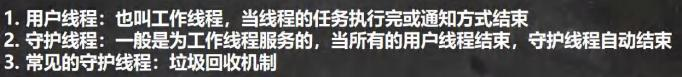 1. 用户线程：也叫工作线程，当线程的任务执行完或通知方式结束
2. 守护线程：一般是为工作线程服务的，当所有的用户线程结束，守护线程自动结束
3. 常见的守护线程：垃圾回收机制